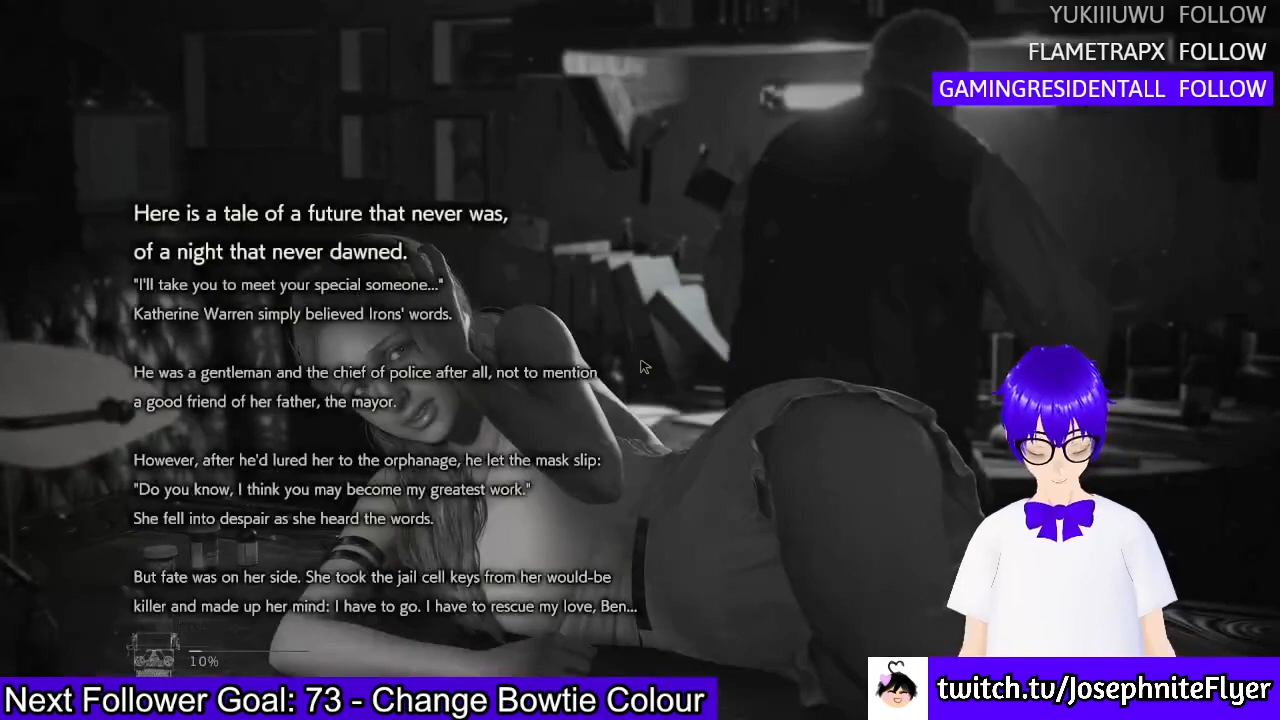 YUKIIIUWU FOLLOW
FLAMETRAPX FOLLOW
GAMINGRESIDENTALL FOLLOW
Here is a tale of a future that never was,
of a night that never dawned.
"I'll take you to meet your special someone..."
Katherine Warren simply believed Irons' words.
He was a gentleman and the chief of police after all, not to mention
a good friend of her father, the mayor.
However, after he'd lured her to the orphanage, he let the mask slip:
"Do you know, I think you may become my greatest work."
She fell into despair as she heard the words.
But fate was on her side. She took the jail cell keys from her would-be
killer and made up her mind: I have to go. I have to rescue my love, Ben...
10%
Next Follower Goal: 73 - Change Bowtie Colour
twitch.tv/JosephniteFlyer